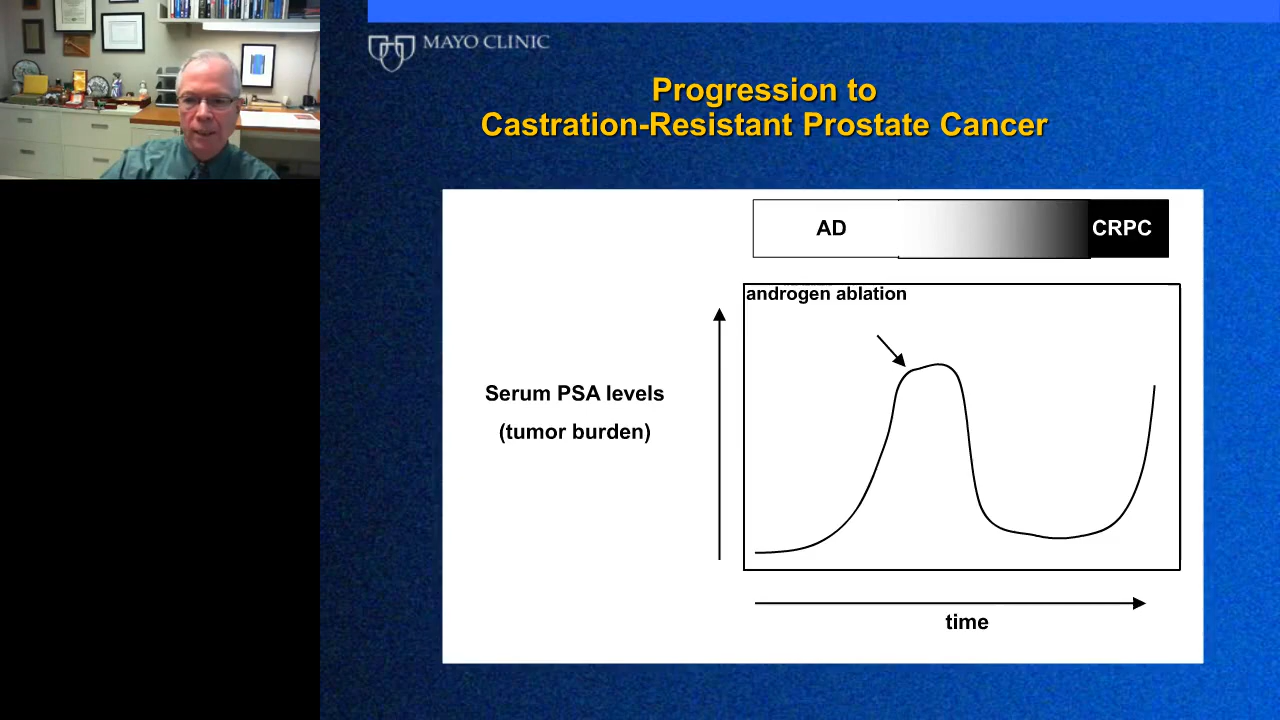 MAYO CLINIC
Progression to
Castration-Resistant Prostate Cancer
AD
CRPC
androgen ablation
Serum PSA levels
(tumor burden)
time